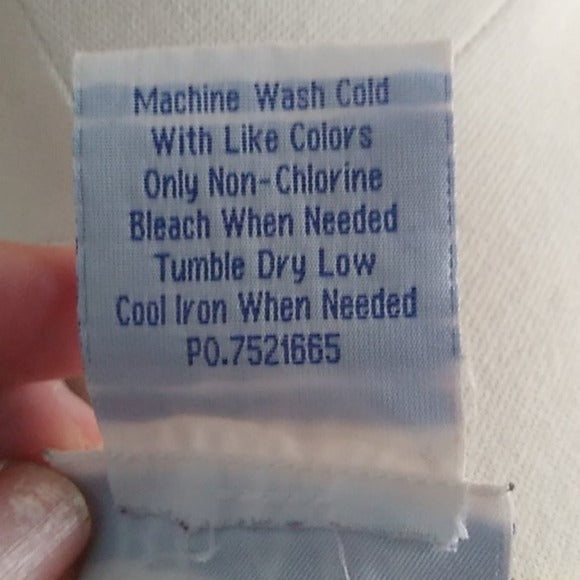 Machine Wash Cold
With Like Colors
Only Non-Chlorine
Bleach When Needed
Tumble Dry Low
Cool Iron When Needed
PO.7521665